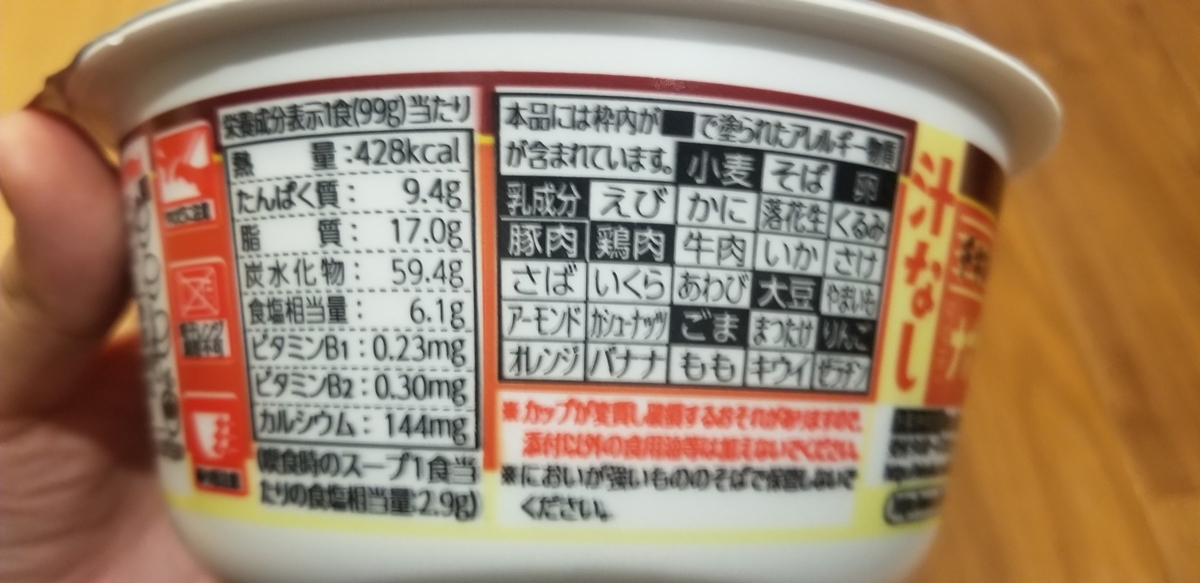 栄養成分表示1食(99g)当たり
熱量:428kcal
たんぱく質: 9.4g
脂質: 17.0g
炭水化物: 59.4g
食塩相当量: 6.1g
ビタミンB1:0.23mg
ビタミンB2:0.30mg
カルシウム: 144mg
(喫食時のスープ1食当
たりの食塩相当量:2.9g)
本品には枠内が■で塗られたアレルギー物質
が含まれています。 小麦 そば 卵
乳成分 えび かに 落花生 くるみ
豚肉 鶏肉 牛肉 いか さけ
さば いくら あわび 大豆 やまいも
アーモンド カシューナッツ ごま まつたけ りんご
オレンジ バナナ もも キウイ ゼラチン
※カップが変質し、破損するおそれがありますので、
添付以外の食用油等は加えないでください。
※においが強いもののそばで保管しないで
ください。
汁なし